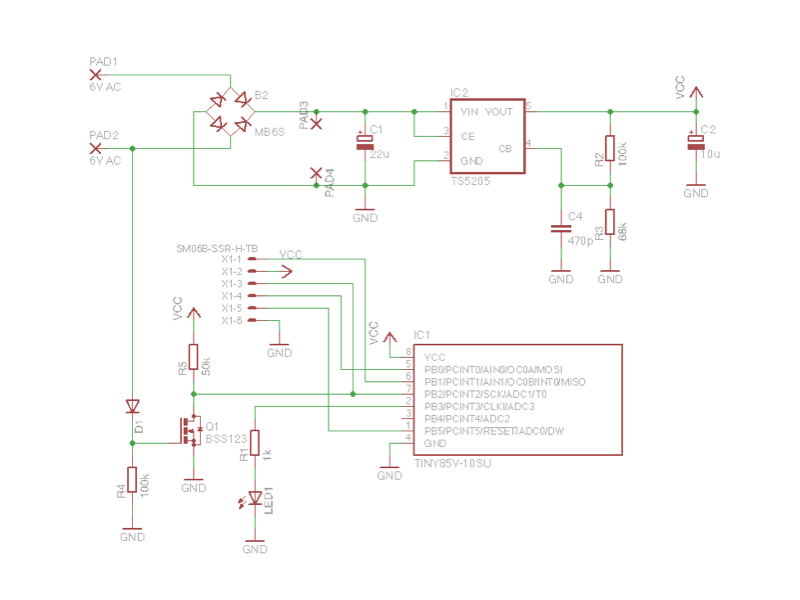 PAD1
6V AC
PAD2
6V AC
B2
MB6S
PAD3
PAD4
C1
22u
GND
IC2
VIN VOUT
CE
CB
GND
1
3
2
5
4
TS5205
VCC
C2
10u
GND
R2
100k
R3
68k
C4
470p
GND
GND
SM06B-SSR-H-TB
X1-1
X1-2
X1-3
X1-4
X1-5
X1-6
VCC
GND
VCC
R5
50k
D1
Q1
BSS123
GND
R4
100k
GND
R1
1k
LED1
GND
VCC
GND
IC1
8 VCC
5 PB0/PCINT0/AIN0/OC0A/MOSI
6 PB1/PCINT1/AIN1/OC0B/INT0/MISO
7 PB2/PCINT2/SCK/ADC1/T0
2 PB3/PCINT3/CLKI/ADC3
3 PB4/PCINT4/ADC2
1 PB5/PCINT5/RESET/ADC0/DW
4 GND
TINY85V-10SU